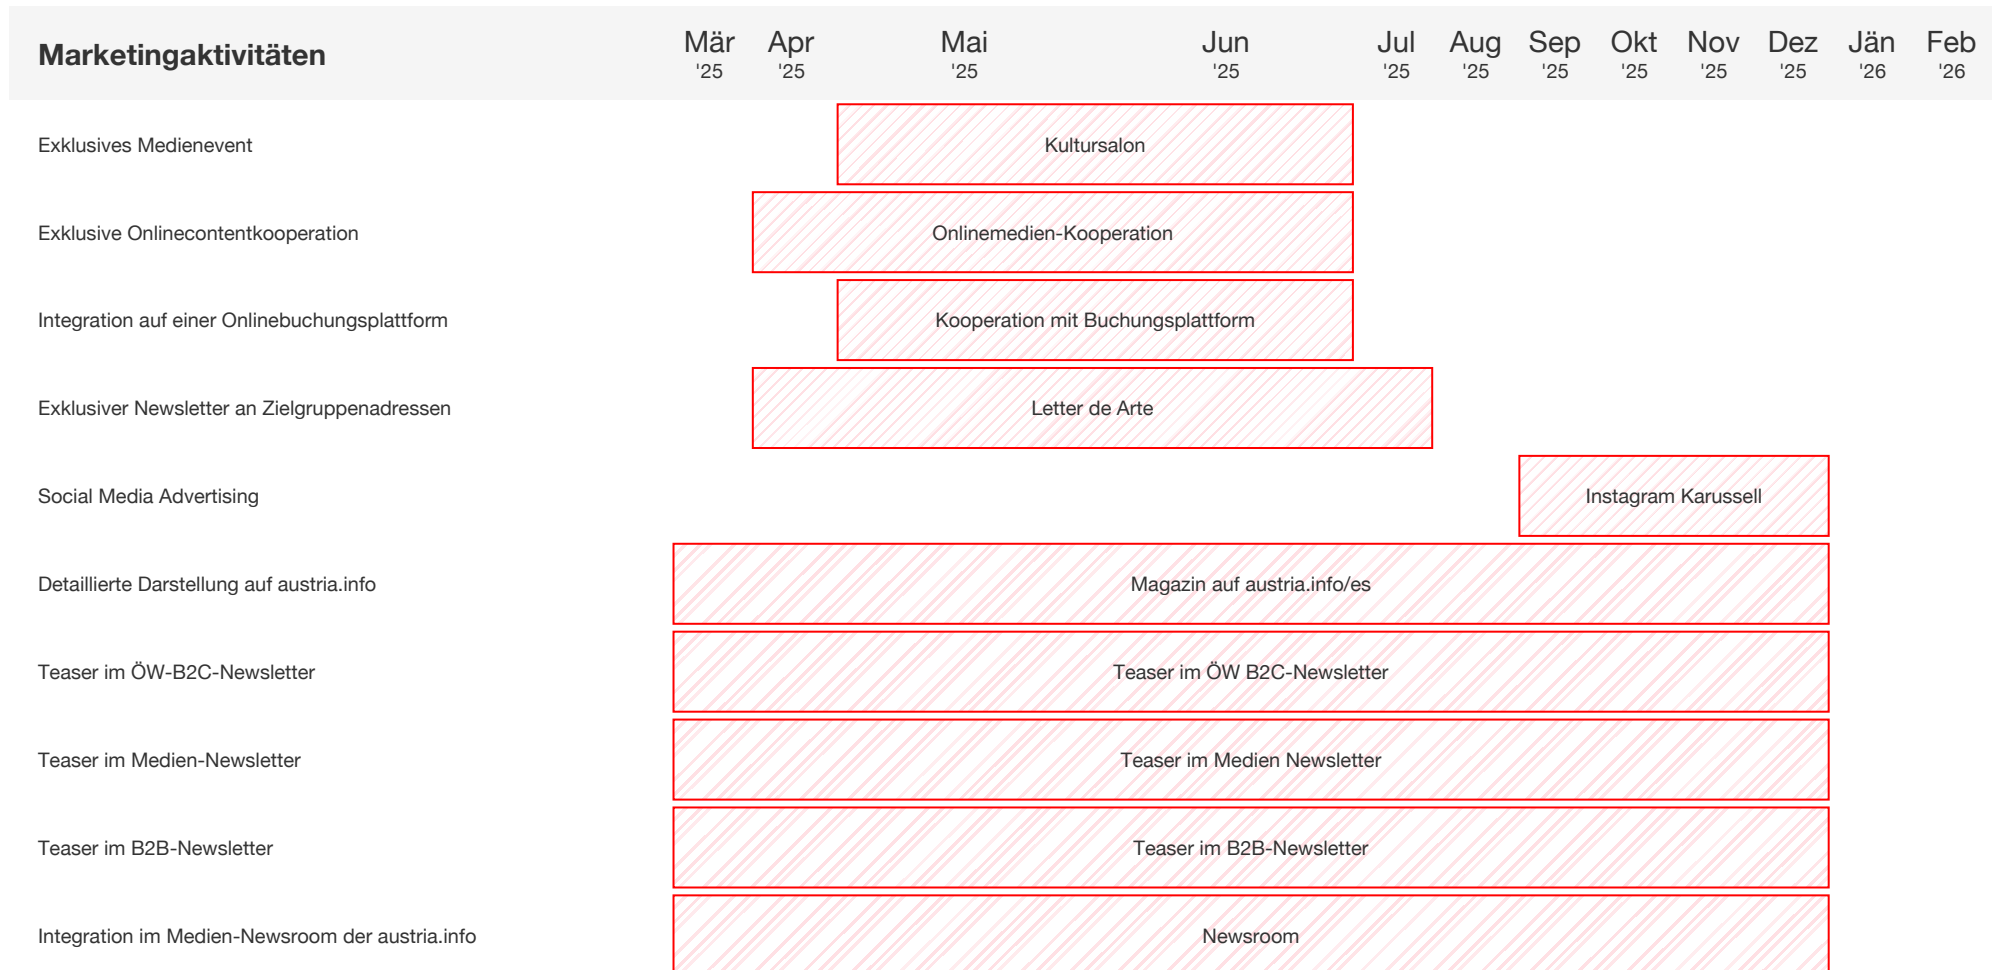 Marketingaktivitäten Mär Apr Mai Jun Jul Aug Sep Okt Nov Dez Jän Feb
'25 '25 '25 '25 '25 '25 '25 '25 '25 '25 '26 '26
Exklusives Medienevent Kultursalon
Exklusive Onlinecontentkooperation Onlinemedien-Kooperation
Integration auf einer Onlinebuchungsplattform Kooperation mit Buchungsplattform
Exklusiver Newsletter an Zielgruppenadressen Letter de Arte
Social Media Advertising Instagram Karussell
Detaillierte Darstellung auf austria.info Magazin auf austria.info/es
Teaser im ÖW-B2C-Newsletter Teaser im ÖW B2C-Newsletter
Teaser im Medien-Newsletter Teaser im Medien Newsletter
Teaser im B2B-Newsletter Teaser im B2B-Newsletter
Integration im Medien-Newsroom der austria.info Newsroom